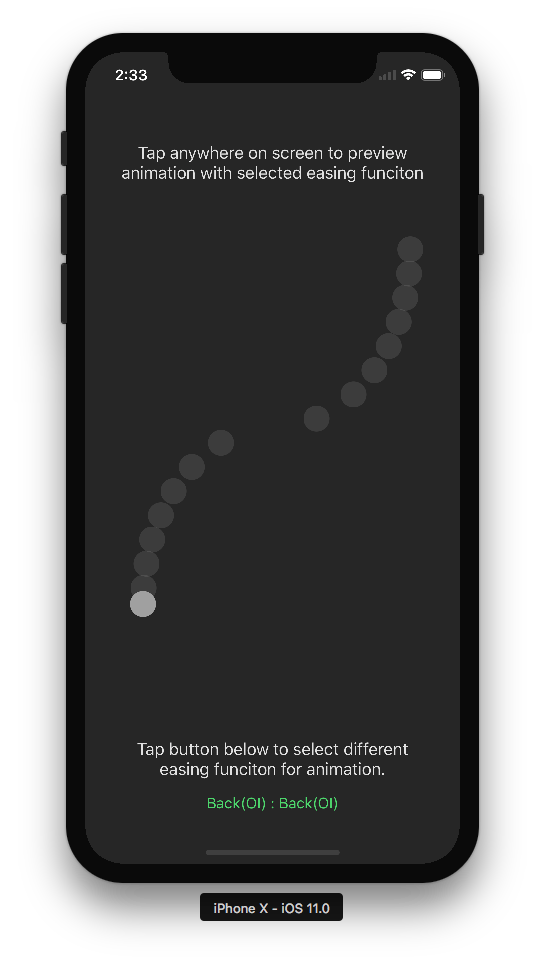 2:33
Tap anywhere on screen to preview
animation with selected easing funciton
Tap button below to select different
easing funciton for animation.
Back(OI) : Back(OI)
iPhone X - iOS 11.0